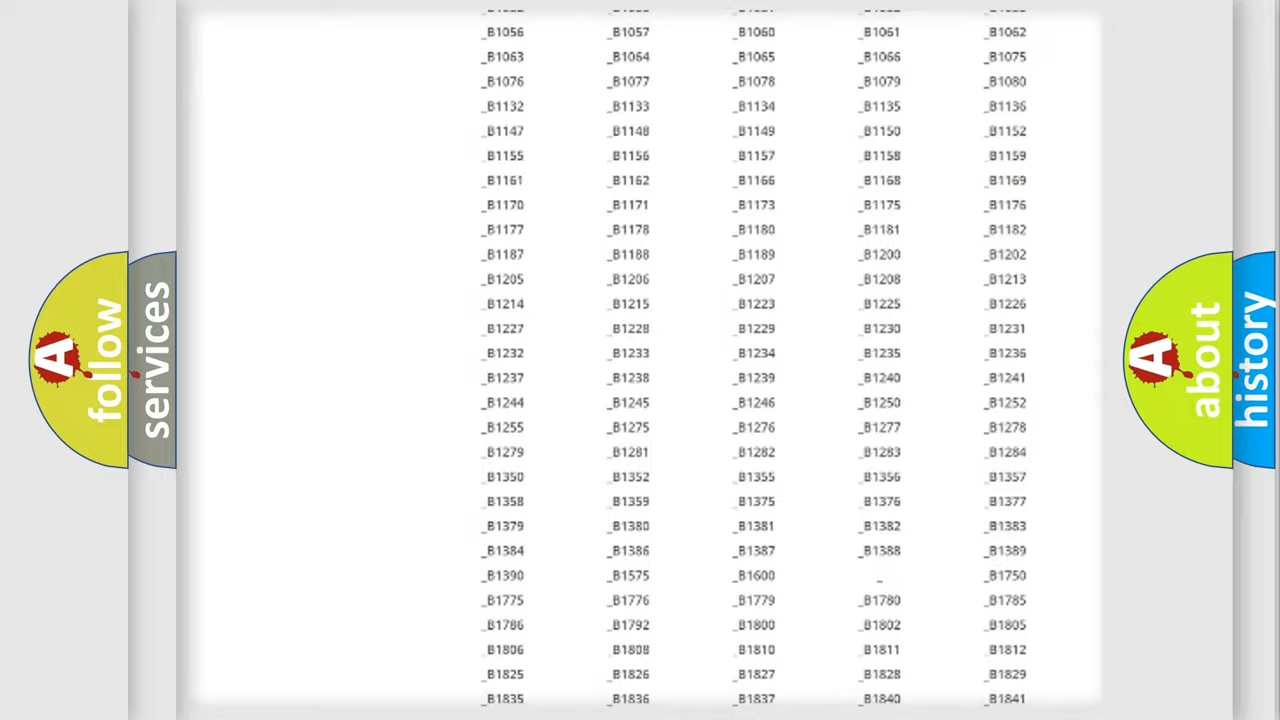 _B1056 _B1057 _B1060 _B1061 _B1062
_B1063 _B1064 _B1065 _B1066 _B1075
_B1076 _B1077 _B1078 _B1079 _B1080
_B1132 _B1133 _B1134 _B1135 _B1136
_B1147 _B1148 _B1149 _B1150 _B1152
_B1155 _B1156 _B1157 _B1158 _B1159
_B1161 _B1162 _B1166 _B1168 _B1169
_B1170 _B1171 _B1173 _B1175 _B1176
_B1177 _B1178 _B1180 _B1181 _B1182
_B1187 _B1188 _B1189 _B1200 _B1202
_B1205 _B1206 _B1207 _B1208 _B1213
_B1214 _B1215 _B1223 _B1225 _B1226
_B1227 _B1228 _B1229 _B1230 _B1231
_B1232 _B1233 _B1234 _B1235 _B1236
_B1237 _B1238 _B1239 _B1240 _B1241
_B1244 _B1245 _B1246 _B1250 _B1252
_B1255 _B1275 _B1276 _B1277 _B1278
_B1279 _B1281 _B1282 _B1283 _B1284
_B1350 _B1352 _B1355 _B1356 _B1357
_B1358 _B1359 _B1375 _B1376 _B1377
_B1379 _B1380 _B1381 _B1382 _B1383
_B1384 _B1386 _B1387 _B1388 _B1389
_B1390 _B1575 _B1600 _ _B1750
_B1775 _B1776 _B1779 _B1780 _B1785
_B1786 _B1792 _B1800 _B1802 _B1805
_B1806 _B1808 _B1810 _B1811 _B1812
_B1825 _B1826 _B1827 _B1828 _B1829
_B1835 _B1836 _B1837 _B1840 _B1841
A
follow
services
A
about
history